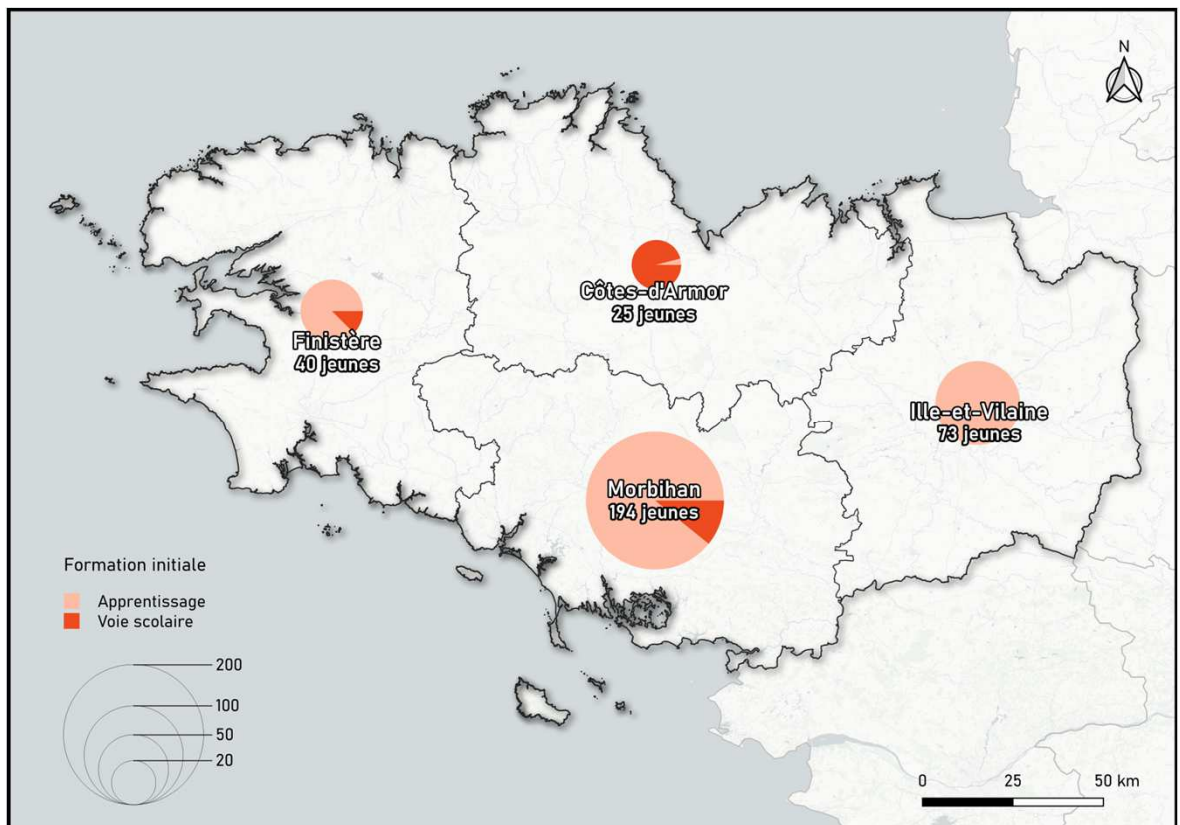 N
Côtes-d'Armor
25 jeunes
Finistère
40 jeunes
Ille-et-Vilaine
73 jeunes
Morbihan
194 jeunes
Formation initiale
Apprentissage
Voie scolaire
200
100
50
20
0 25 50 km